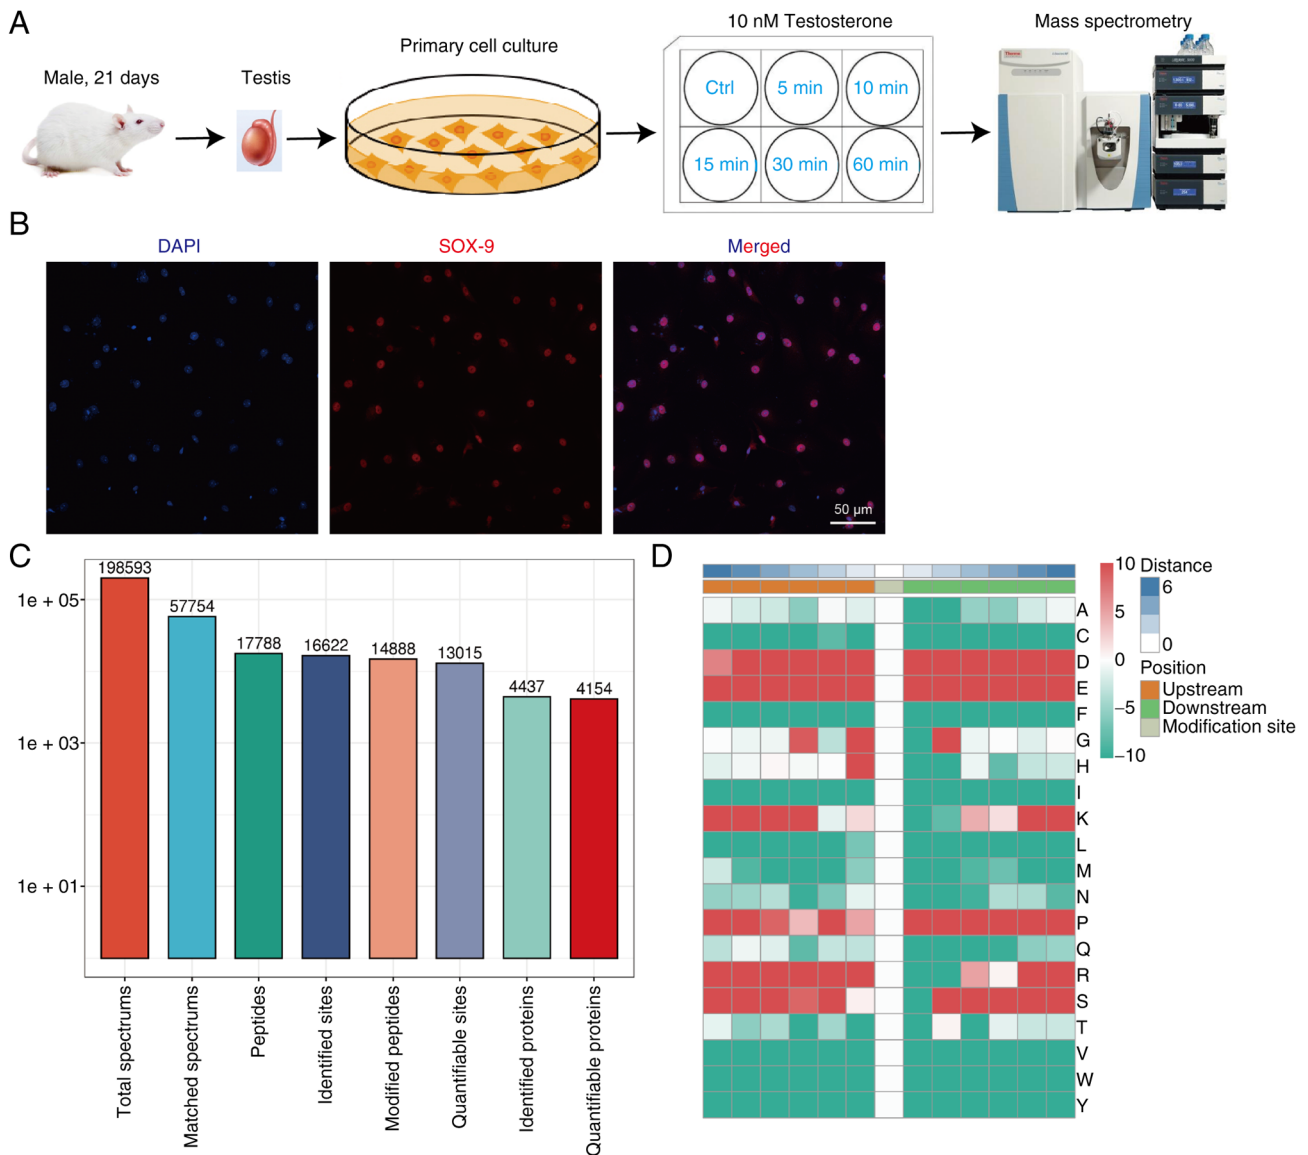 A
10 nM Testosterone
Mass spectrometry
Primary cell culture
Male, 21 days
Testis
Ctrl
5 min
10 min
15 min
30 min
60 min
B
DAPI
SOX-9
Merged
50 μm
C
198593
57754
17788
16622
14888
13015
4437
4154
1e + 05
1e + 03
1e + 01
Total spectrums
Matched spectrums
Peptides
Identified sites
Modified peptides
Quantifiable sites
Identified proteins
Quantifiable proteins
D
A
C
D
E
F
G
H
I
K
L
M
N
P
Q
R
S
T
V
W
Y
10
5
0
−5
−10
Distance
6
0
Position
Upstream
Downstream
Modification site